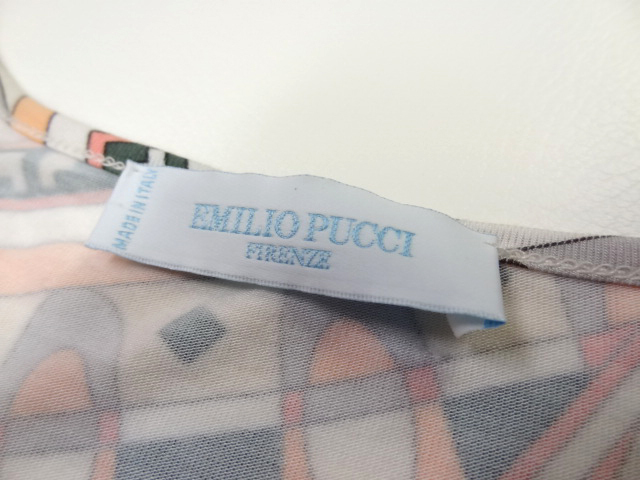 EMILIO PUCCI
FIRENZE
MADE IN ITALY